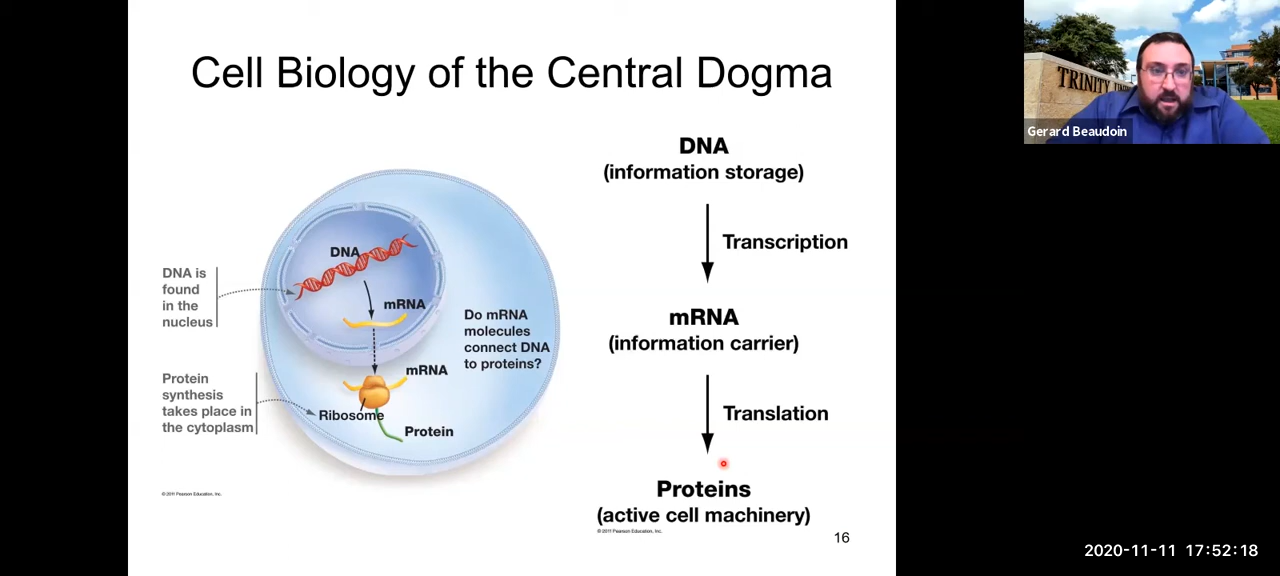 Cell Biology of the Central Dogma
DNA is
found
in the
nucleus
Protein
synthesis
takes place in
the cytoplasm
DNA
mRNA
mRNA
Ribosome
Protein
Do mRNA
molecules
connect DNA
to proteins?
© 2011 Pearson Education, Inc.
DNA
(information storage)
Transcription
mRNA
(information carrier)
Translation
Proteins
(active cell machinery)
© 2011 Pearson Education, Inc.
16
TRINITY
Gerard Beaudoin
2020-11-11 17:52:18